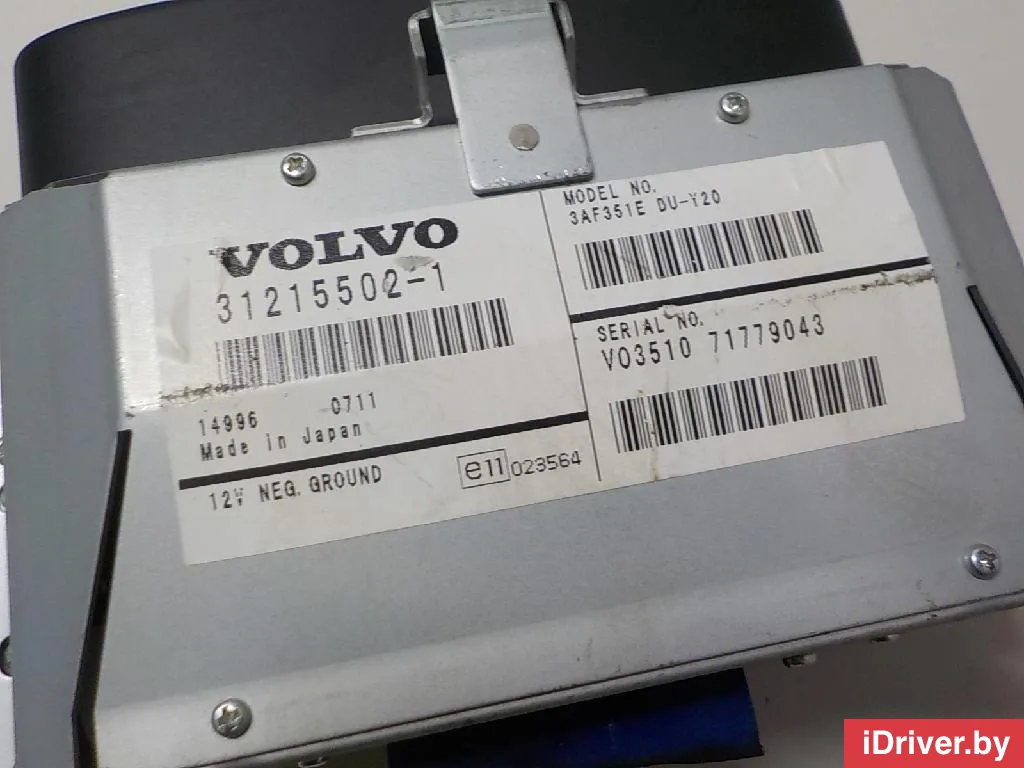 VOLVO
31215502-1
14996 0711
Made in Japan
12V NEG. GROUND
e11 023564
MODEL NO.
3AF351E DU-Y20
SERIAL NO.
VO3510 71779043
iDriver.by